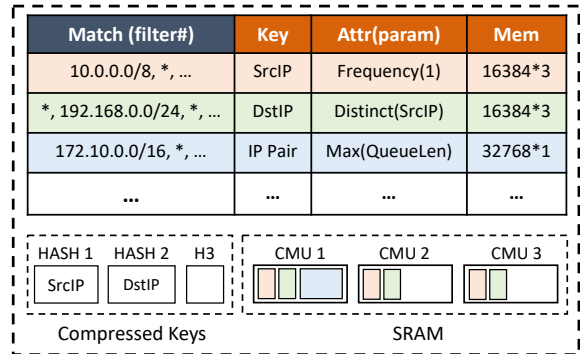 Match (filter#) Key Attr(param) Mem
10.0.0.0/8, *, ... SrcIP Frequency(1) 16384*3
*, 192.168.0.0/24, *, ... DstIP Distinct(SrcIP) 16384*3
172.10.0.0/16, *, ... IP Pair Max(QueueLen) 32768*1
... ... ... ...
HASH 1 HASH 2 H3 CMU 1 CMU 2 CMU 3
SrcIP DstIP
Compressed Keys SRAM